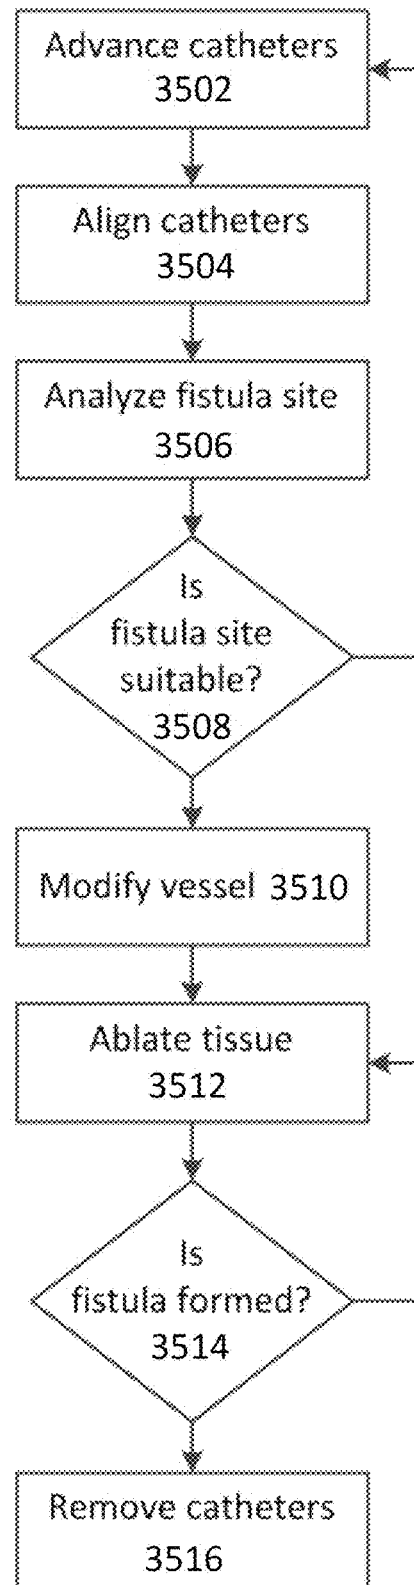 Advance catheters
3502
Align catheters
3504
Analyze fistula site
3506
Is
fistula site
suitable?
3508
Modify vessel 3510
Ablate tissue
3512
Is
fistula formed?
3514
Remove catheters
3516